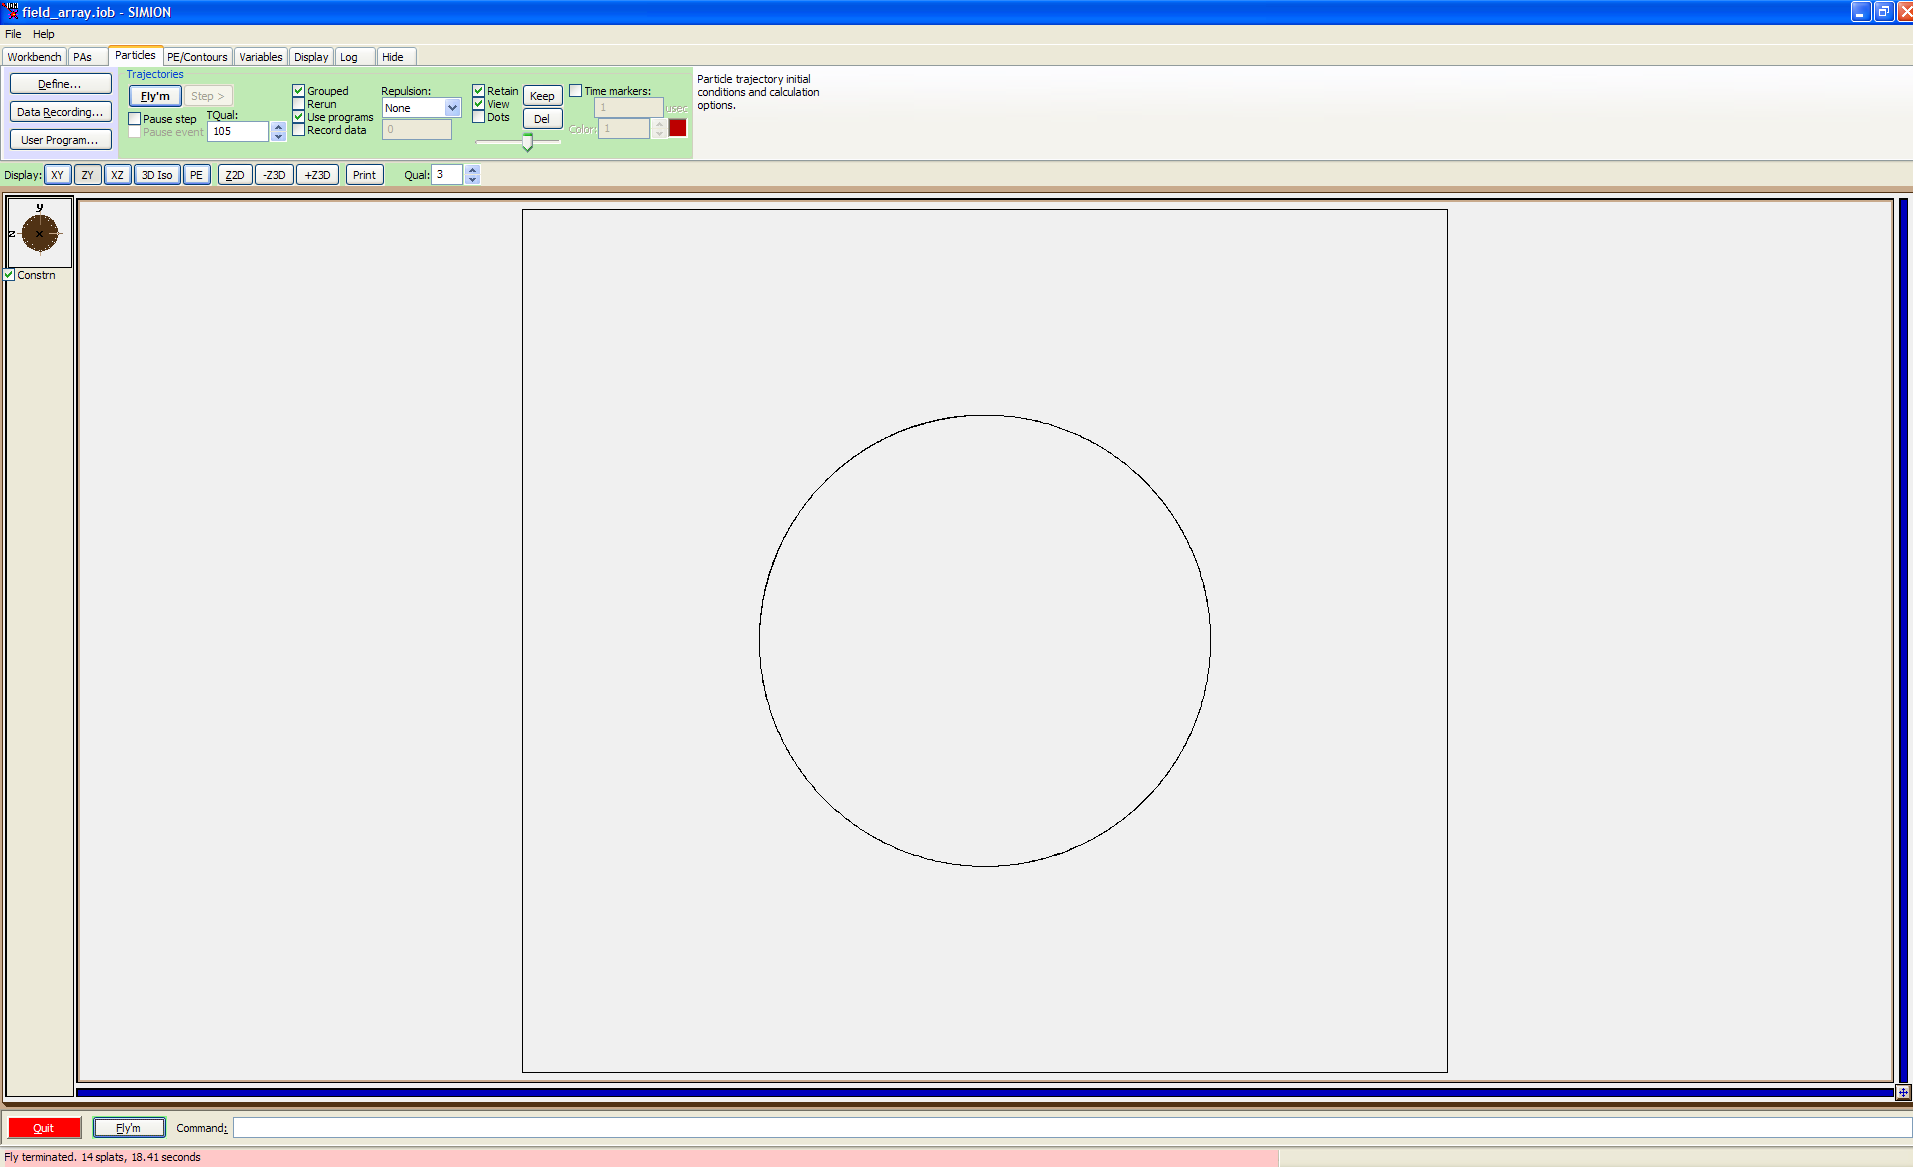 field_array.iob - SIMION
File Help
Workbench PAs Particles PE/Contours Variables Display Log Hide
Define...
Data Recording...
User Program...
Trajectories
Fly'm Step >
Pause step
Pause event
TQual:
105
Grouped
Rerun
Use programs
Record data
Repulsion:
None
0
Retain
View
Dots
Keep
Del
Time markers:
1 usec
Color: 1
Particle trajectory initial
conditions and calculation
options.
Display: XY ZY XZ 3D Iso PE Z2D -Z3D +Z3D Print Qual: 3
y
z x
Constrn
Quit Fly'm Command:
Fly terminated. 14 splats, 18.41 seconds